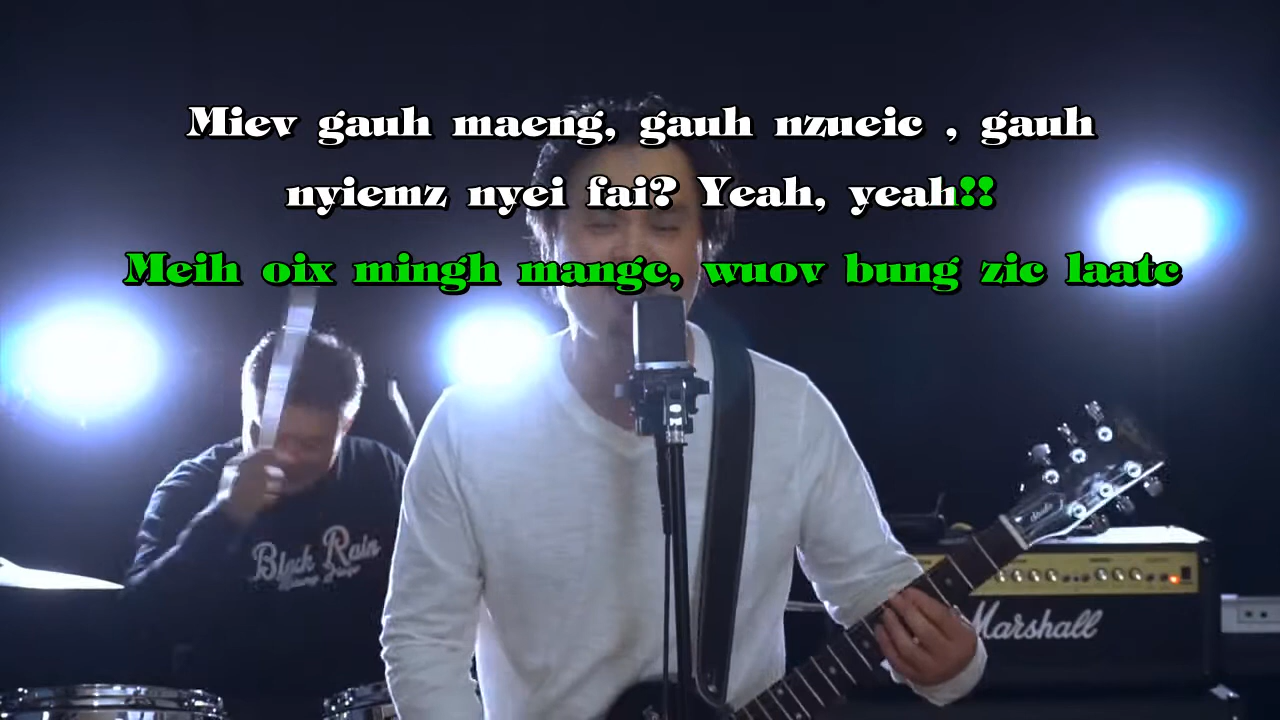 Miev gauh maeng, gauh nzueic , gauh
nyiemz nyei fai? Yeah, yeah!!
Meih oix mingh mangc, wuov bung zic laatc
Black Rain
Marshall